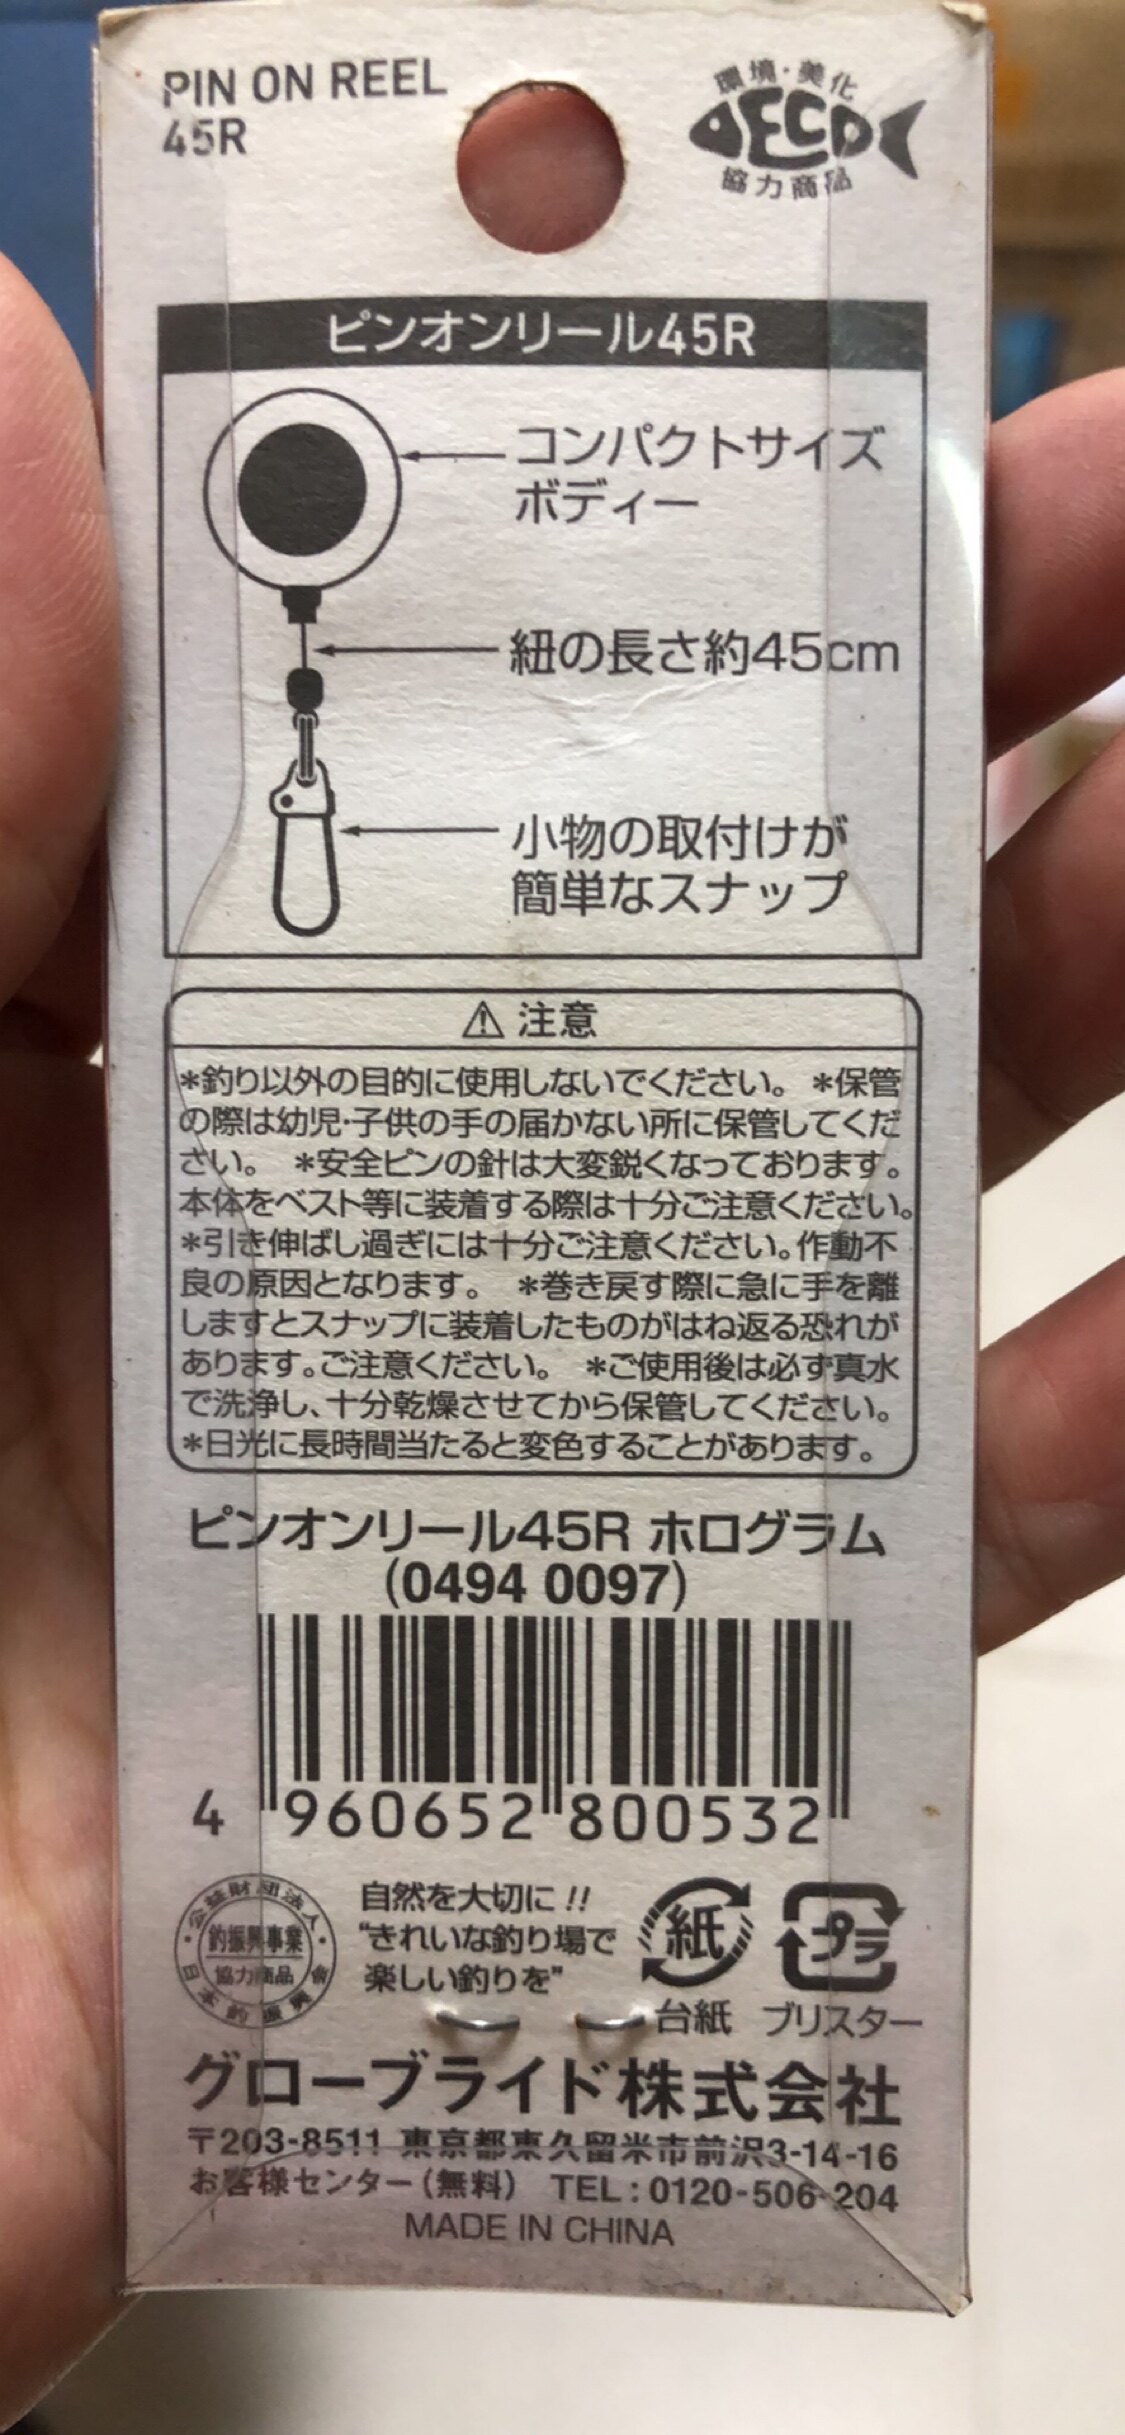 PIN ON REEL
45R
環境・美化
ECO
協力商品
ピンオンリール45R
コンパクトサイズ
ボディー
紐の長さ約45cm
小物の取付けが
簡単なスナップ
⚠ 注意
*釣り以外の目的に使用しないでください。 *保管
の際は幼児・子供の手の届かない所に保管してくだ
さい。 *安全ピンの針は大変鋭くなっております。
本体をベスト等に装着する際は十分ご注意ください。
*引き伸ばし過ぎには十分ご注意ください。作動不
良の原因となります。 *巻き戻す際に急に手を離
しますとスナップに装着したものがはね返る恐れが
あります。ご注意ください。 *ご使用後は必ず真水
で洗浄し、十分乾燥させてから保管してください。
*日光に長時間当たると変色することがあります。
ピンオンリール45R ホログラム
(0494 0097)
4 960652 800532
公益財団法人
釣振興事業
協力商品
日本釣振興会
自然を大切に!!
“きれいな釣り場で
楽しい釣りを”
紙
プラ
台紙 ブリスター
グローブライド株式会社
〒203-8511 東京都東久留米市前沢3-14-16
お客様センター(無料) TEL:0120-506-204
MADE IN CHINA